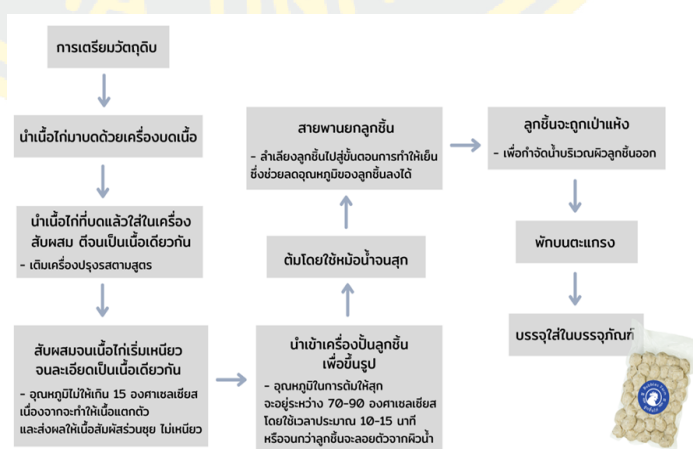 การเตรียมวัตถุดิบ
นำเนื้อไก่มาบดด้วยเครื่องบดเนื้อ
นำเนื้อไก่ที่บดแล้วใส่ในเครื่อง
สับผสม ตีจนเป็นเนื้อเดียวกัน
- เติมเครื่องปรุงรสตามสูตร
สับผสมจนเนื้อไก่เริ่มเหนียว
จนละเอียดเป็นเนื้อเดียวกัน
- อุณหภูมิไม่ให้เกิน 15 องศาเซลเซียส
เนื่องจากจะทำให้เนื้อแตกตัว
และส่งผลให้เนื้อสัมผัสร่วนซุย ไม่เหนียว
นำเข้าเครื่องปั้นลูกชิ้น
เพื่อขึ้นรูป
- อุณหภูมิในการต้มให้สุก
จะอยู่ระหว่าง 70-90 องศาเซลเซียส
โดยใช้เวลาประมาณ 10-15 นาที
หรือจนกว่าลูกชิ้นจะลอยตัวจากผิวน้ำ
ต้มโดยใช้หม้อน้ำจนสุก
สายพานยกลูกชิ้น
- ลำเลียงลูกชิ้นไปสู่ขั้นตอนการทำให้เย็น
ซึ่งช่วยลดอุณหภูมิของลูกชิ้นลงได้
ลูกชิ้นจะถูกเป่าแห้ง
- เพื่อกำจัดน้ำบริเวณผิวลูกชิ้นออก
พักบนตะแกรง
บรรจุใส่ในบรรจุภัณฑ์